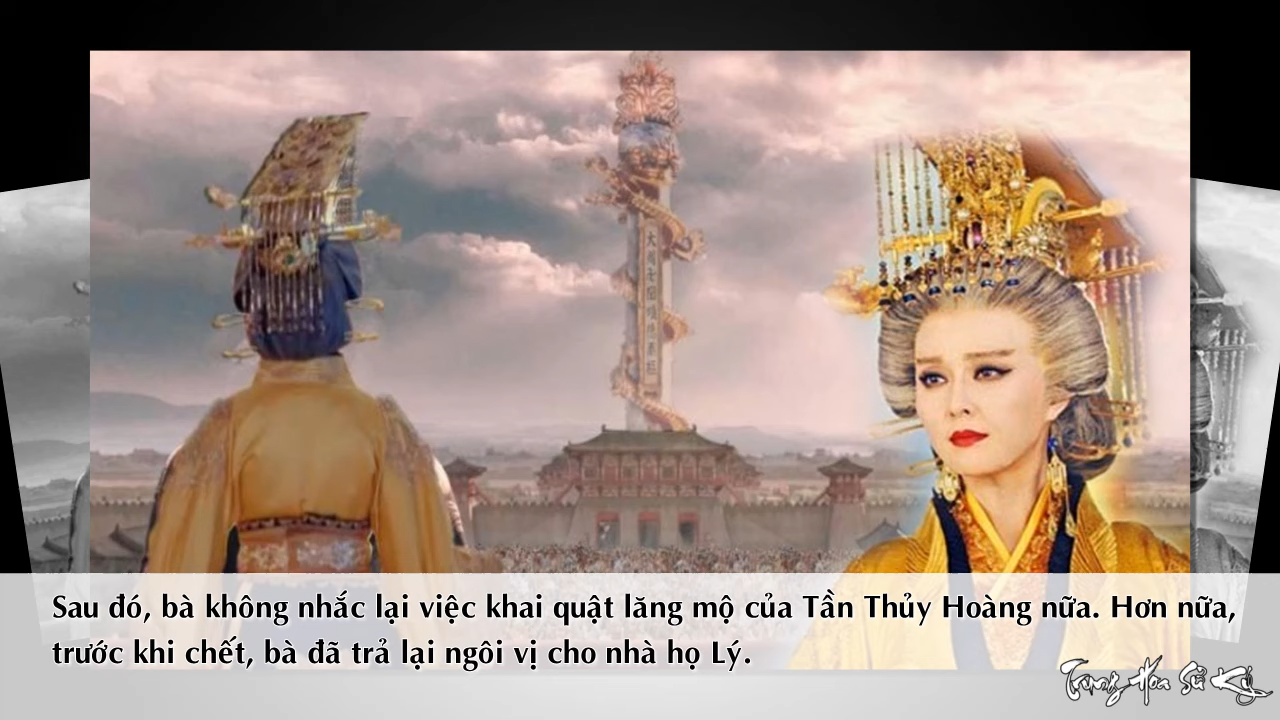 Sau đó, bà không nhắc lại việc khai quật lăng mộ của Tần Thủy Hoàng nữa. Hơn nữa,
trước khi chết, bà đã trả lại ngôi vị cho nhà họ Lý.
Trung Hoa Sử Ký